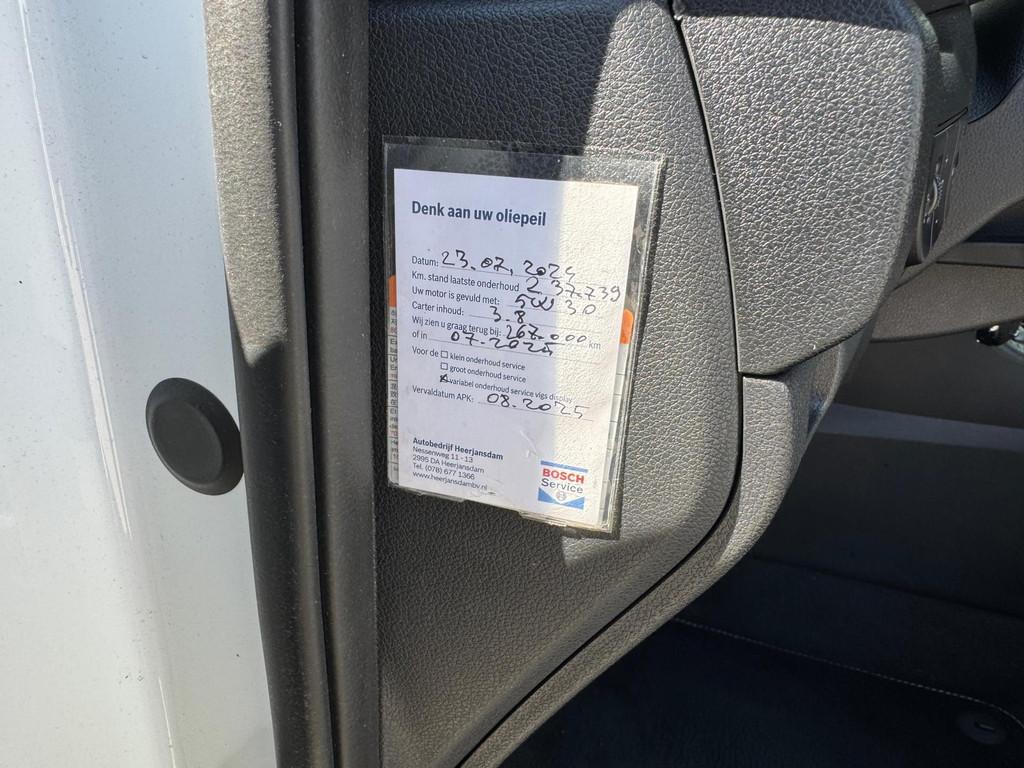 Denk aan uw oliepeil
Datum: 23.07.2024
Km. stand laatste onderhoud 237.739
Uw motor is gevuld met: 5W30
Carter inhoud: 3.8
Wij zien u graag terug bij: 267.000 km
of in 07.2025
Voor de ☐ klein onderhoud service
☐ groot onderhoud service
☒ variabel onderhoud service vlgs display
Vervaldatum APK: 08.2025
Autobedrijf Heerjansdam
Nesserweg 11 - 13
2995 DA Heerjansdam
Tel. (078) 677 1366
www.heerjansdambv.nl
BOSCH
Service